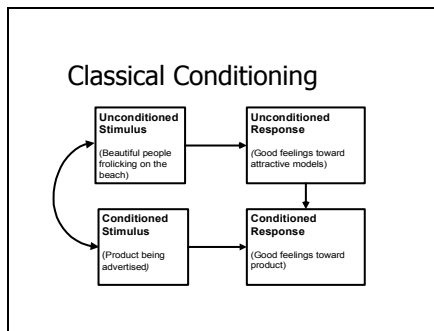 Classical Conditioning
Unconditioned
Stimulus
(Beautiful people
frolicking on the
beach)
Unconditioned
Response
(Good feelings toward
attractive models)
Conditioned
Stimulus
(Product being
advertised)
Conditioned
Response
(Good feelings toward
product)